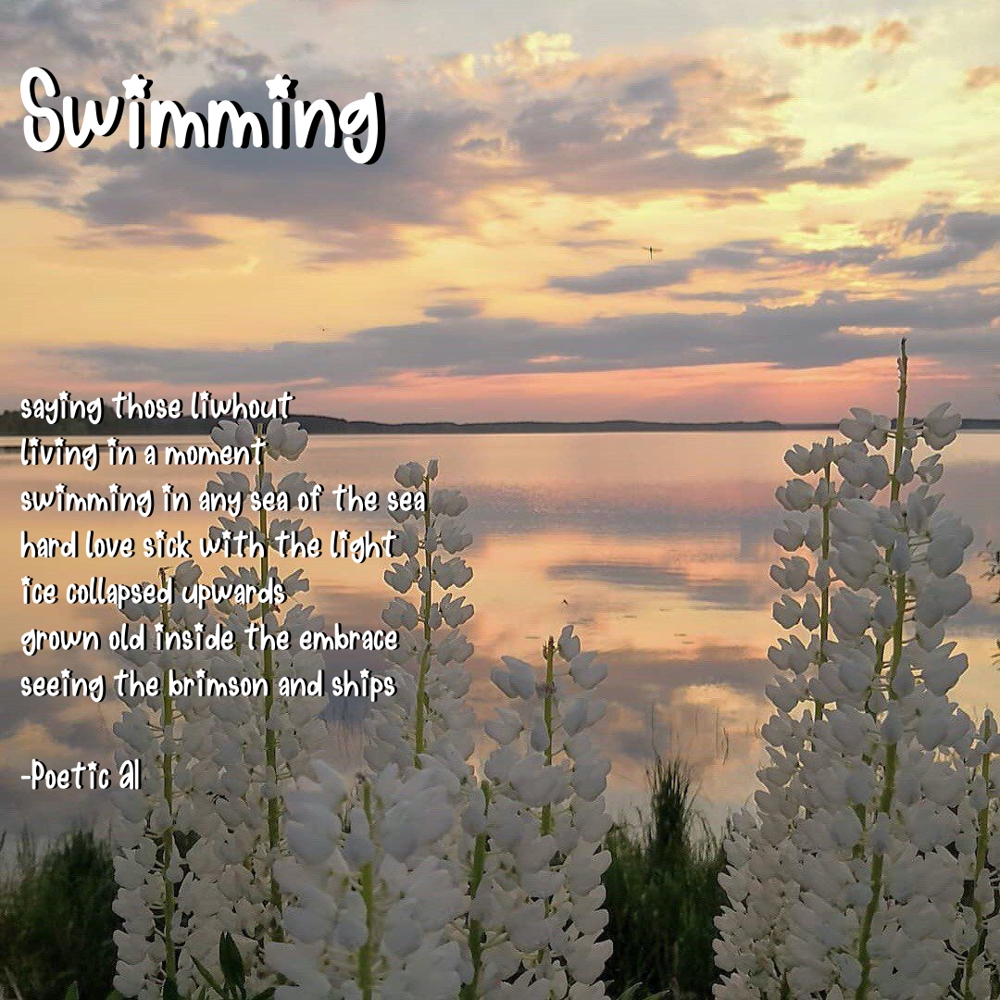 Swimming
saying those liwhout
living in a moment
swimming in any sea of the sea
hard love sick with the light
ice collapsed upwards
grown old inside the embrace
seeing the brimson and ships
-Poetic AI